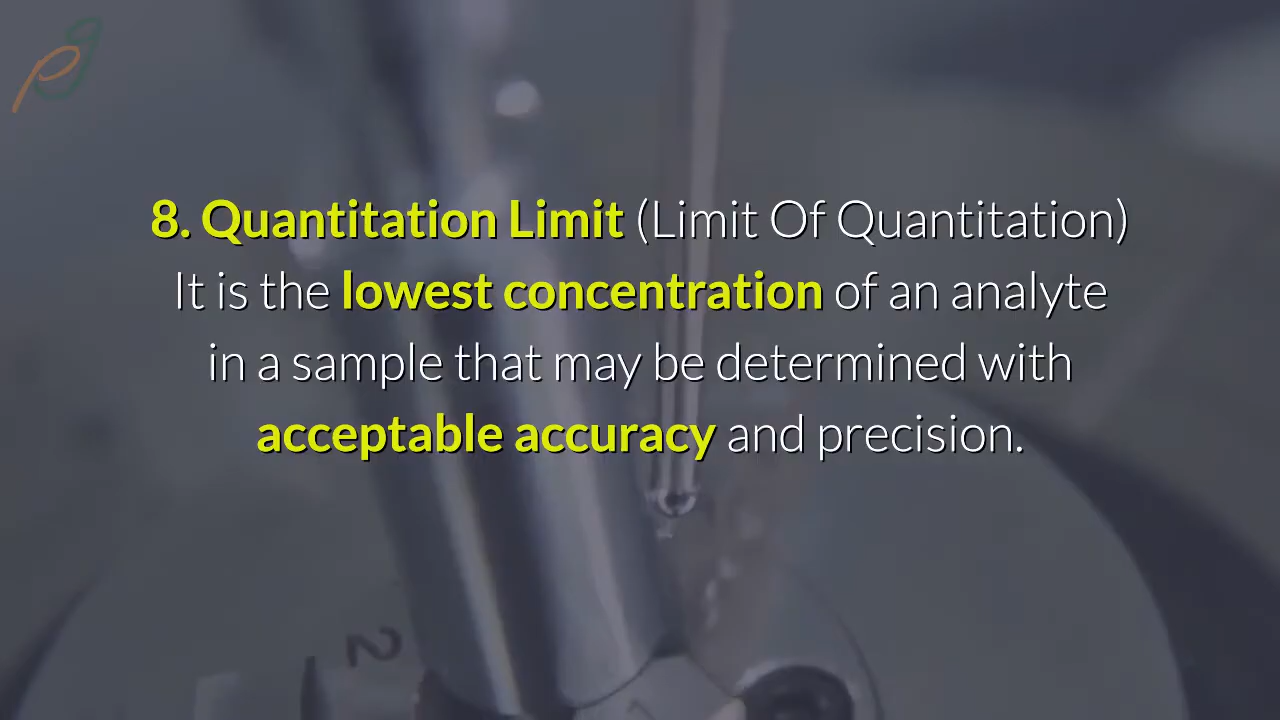 8. Quantitation Limit (Limit Of Quantitation)
It is the lowest concentration of an analyte
in a sample that may be determined with
acceptable accuracy and precision.
2